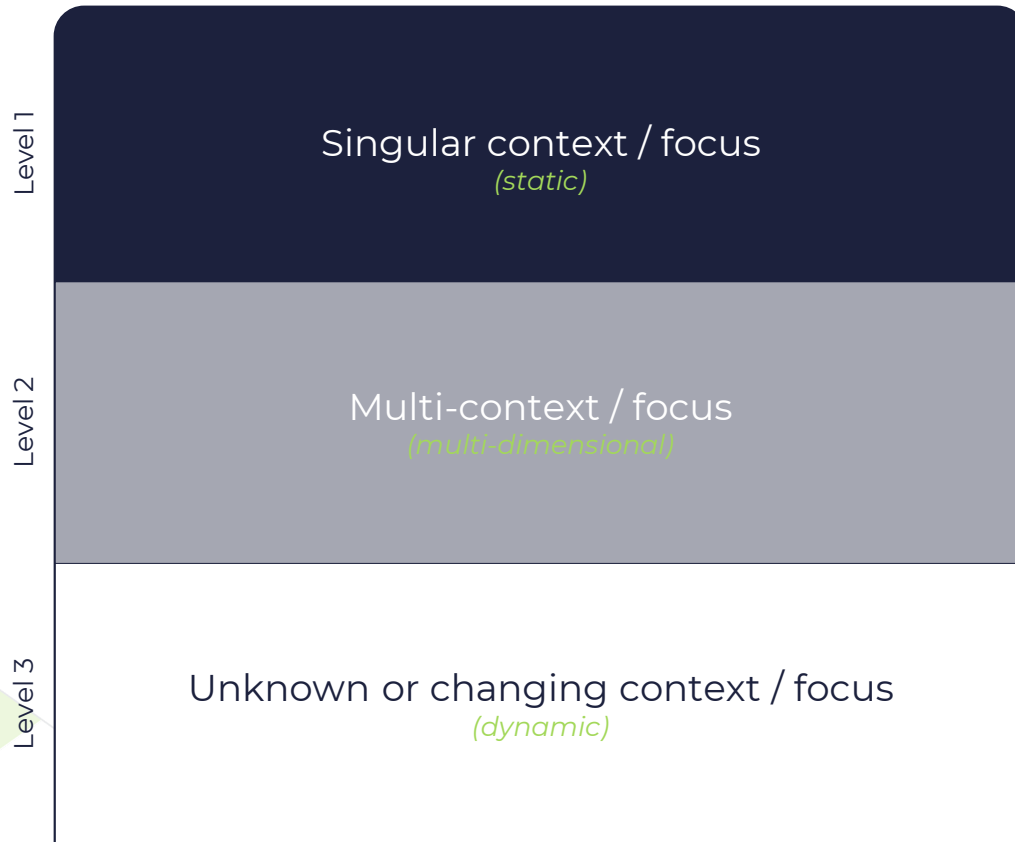 Level 1
Singular context / focus
(static)
Level 2
Multi-context / focus
(multi-dimensional)
Level 3
Unknown or changing context / focus
(dynamic)